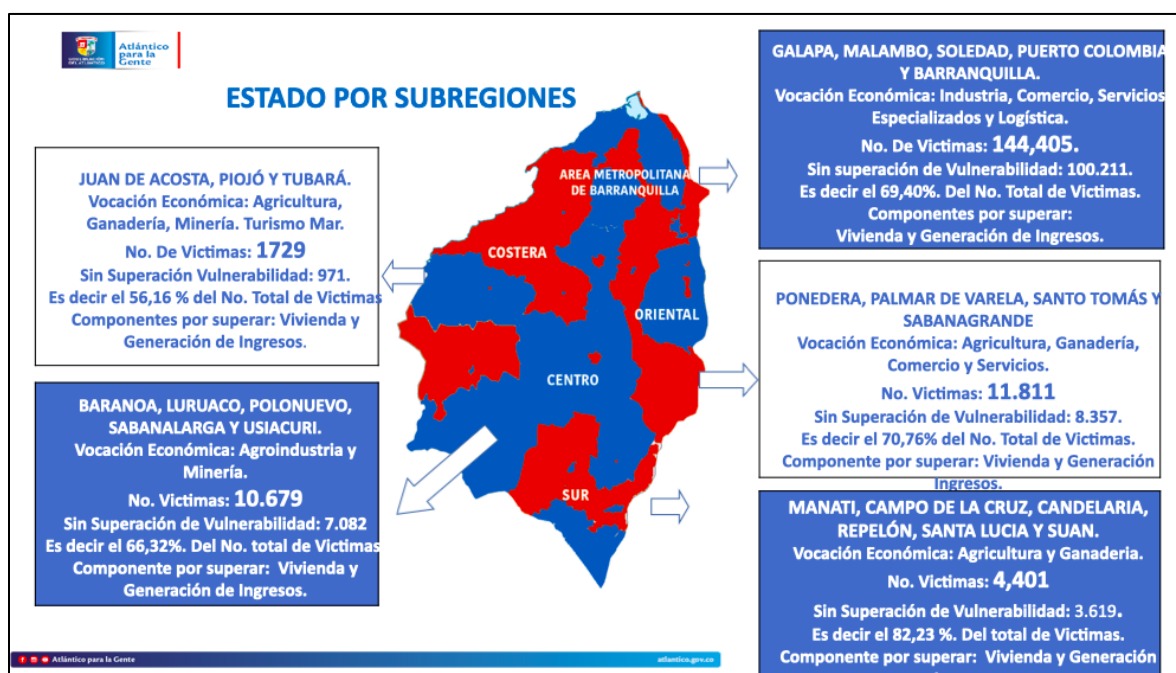 Atlántico
para la
Gente
ESTADO POR SUBREGIONES
JUAN DE ACOSTA, PIOJÓ Y TUBARÁ.
Vocación Económica: Agricultura,
Ganadería, Minería. Turismo Mar.
No. De Victimas: 1729
Sin Superación Vulnerabilidad: 971.
Es decir el 56,16 % del No. Total de Victimas
Componentes por superar: Vivienda y
Generación de Ingresos.
BARANOA, LURUACO, POLONUEVO,
SABANALARGA Y USIACURI.
Vocación Económica: Agroindustria y
Minería.
No. Victimas: 10.679
Sin Superación de Vulnerabilidad: 7.082
Es decir el 66,32%. Del No. total de Victimas
Componente por superar: Vivienda y
Generación de Ingresos.
AREA METROPOLITANA
DE BARRANQUILLA
COSTERA
ORIENTAL
CENTRO
SUR
GALAPA, MALAMBO, SOLEDAD, PUERTO COLOMBIA
Y BARRANQUILLA.
Vocación Económica: Industria, Comercio, Servicios
Especializados y Logística.
No. De Victimas: 144,405.
Sin superación de Vulnerabilidad: 100.211.
Es decir el 69,40%. Del No. Total de Victimas.
Componentes por superar:
Vivienda y Generación de Ingresos.
PONEDERA, PALMAR DE VARELA, SANTO TOMÁS Y
SABANAGRANDE
Vocación Económica: Agricultura, Ganadería,
Comercio y Servicios.
No. Victimas: 11.811
Sin Superación de Vulnerabilidad: 8.357.
Es decir el 70,76% del No. Total de Victimas.
Componente por superar: Vivienda y Generación
Ingresos.
MANATI, CAMPO DE LA CRUZ, CANDELARIA,
REPELÓN, SANTA LUCIA Y SUAN.
Vocación Económica: Agricultura y Ganaderia.
No. Victimas: 4,401
Sin Superación de Vulnerabilidad: 3.619.
Es decir el 82,23 %. Del total de Victimas.
Componente por superar: Vivienda y Generación
Atlántico para la Gente
atlantico.gov.co